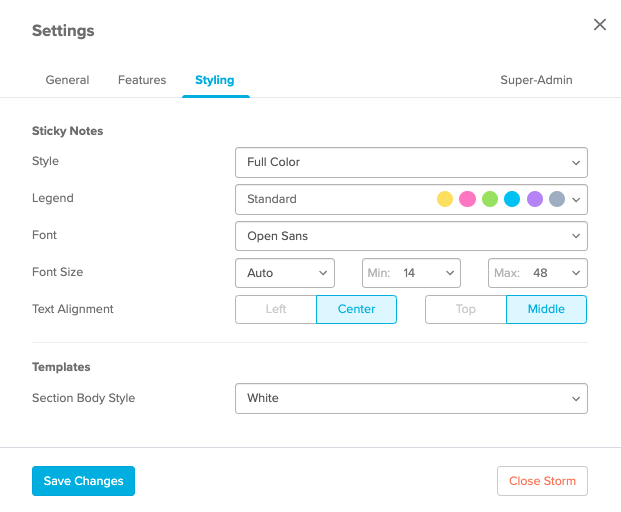 Settings
General Features Styling Super-Admin
Sticky Notes
Style Full Color
Legend Standard
Font Open Sans
Font Size Auto Min: 14 Max: 48
Text Alignment Left Center Top Middle
Templates
Section Body Style White
Save Changes Close Storm